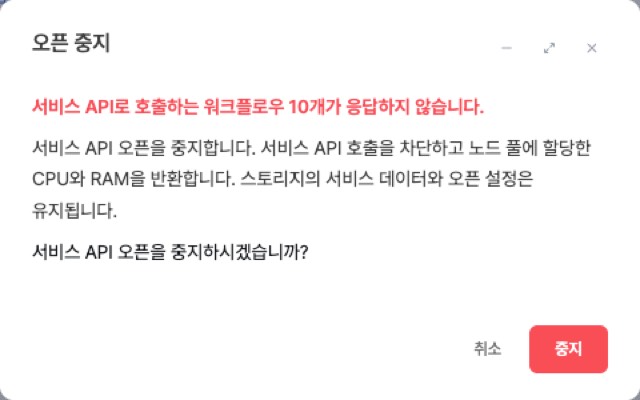 오픈 중지
서비스 API로 호출하는 워크플로우 10개가 응답하지 않습니다.
서비스 API 오픈을 중지합니다. 서비스 API 호출을 차단하고 노드 풀에 할당한
CPU와 RAM을 반환합니다. 스토리지의 서비스 데이터와 오픈 설정은
유지됩니다.
서비스 API 오픈을 중지하시겠습니까?
취소
중지